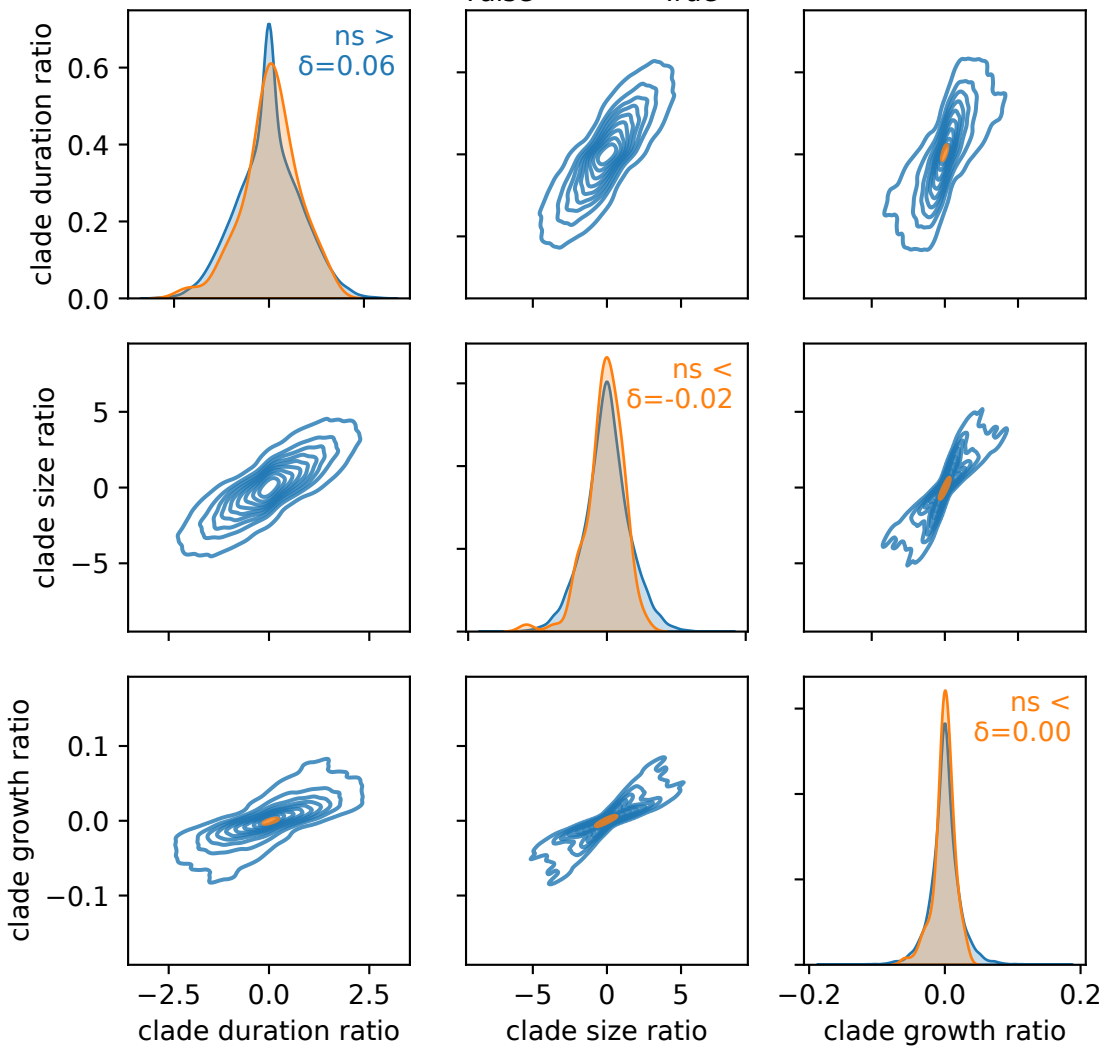 clade duration ratio
0.6
0.4
0.2
0.0
ns >
δ=0.06
clade size ratio
5
0
−5
ns <
δ=-0.02
clade growth ratio
0.1
0.0
−0.1
ns <
δ=0.00
−2.5 0.0 2.5
−5 0 5
−0.2 0.0 0.2
clade duration ratio
clade size ratio
clade growth ratio